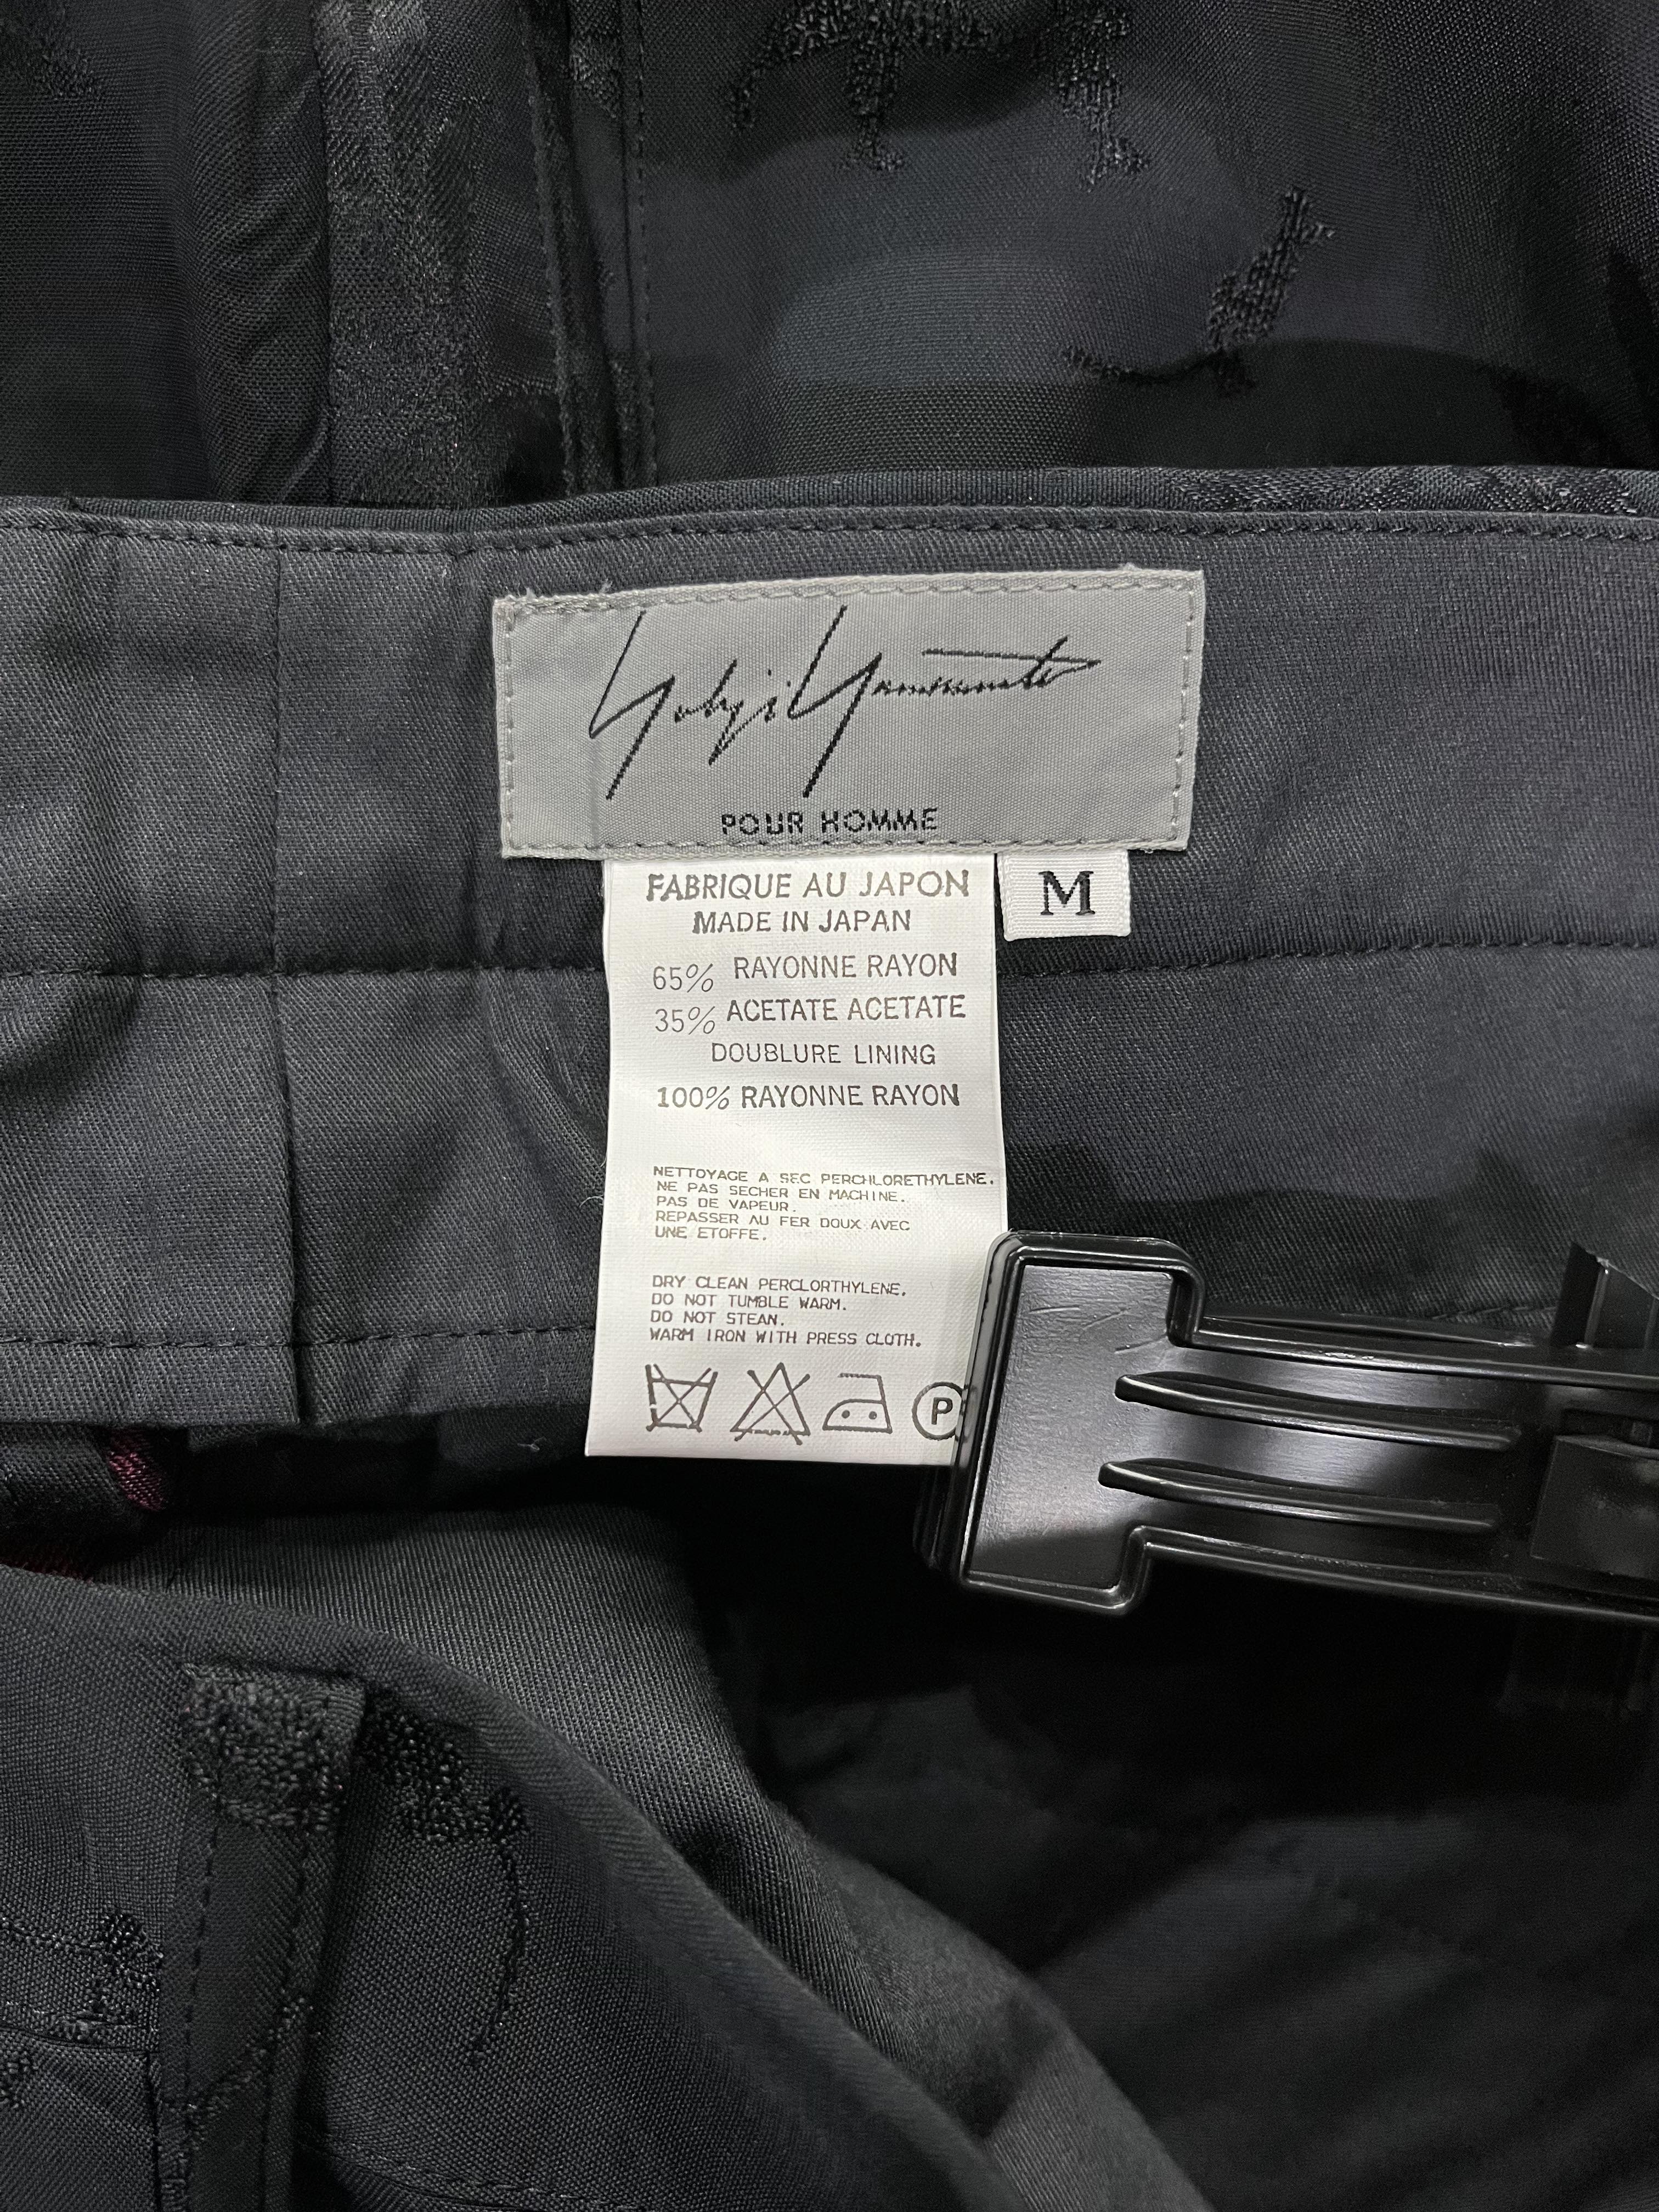 Yohji Yamamoto
POUR HOMME
FABRIQUE AU JAPON
MADE IN JAPAN
M
65% RAYONNE RAYON
35% ACETATE ACETATE
DOUBLURE LINING
100% RAYONNE RAYON
NETTOYAGE A SEC PERCHLORETHYLENE.
NE PAS SECHER EN MACHINE.
PAS DE VAPEUR.
REPASSER AU FER DOUX AVEC
UNE ETOFFE.
DRY CLEAN PERCLORTHYLENE.
DO NOT TUMBLE WARM.
DO NOT STEAN.
WARM IRON WITH PRESS CLOTH.
P